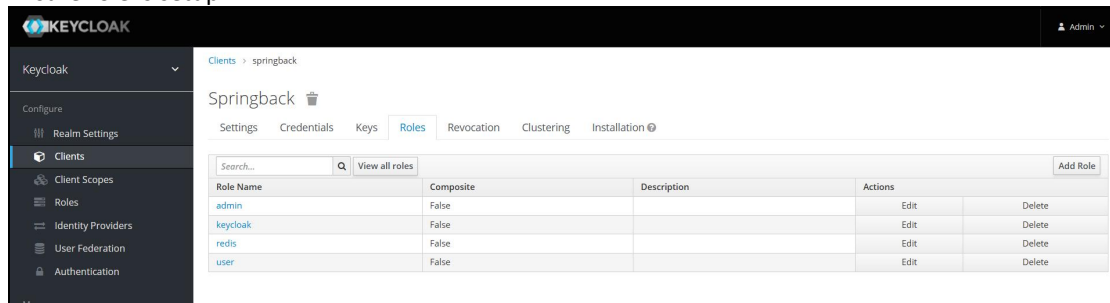 KEYCLOAK
Admin
Keycloak
Configure
Realm Settings
Clients
Client Scopes
Roles
Identity Providers
User Federation
Authentication
Clients > springback
Springback
Settings Credentials Keys Roles Revocation Clustering Installation
Search... View all roles Add Role
Role Name Composite Description Actions
admin False Edit Delete
keycloak False Edit Delete
redis False Edit Delete
user False Edit Delete